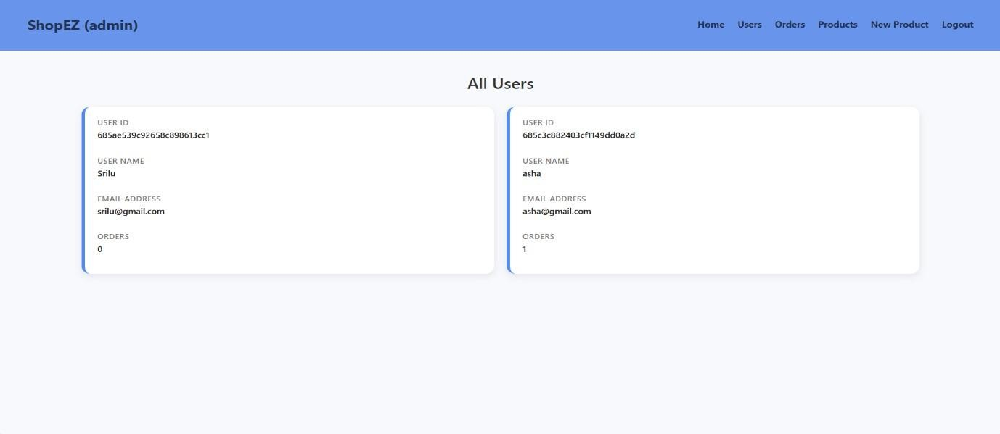 ShopEZ (admin)
Home Users Orders Products New Product Logout
All Users
USER ID
685ae539c92658c898613cc1
USER NAME
Srilu
EMAIL ADDRESS
srilu@gmail.com
ORDERS
0
USER ID
685c3c882403cf1149dd0a2d
USER NAME
asha
EMAIL ADDRESS
asha@gmail.com
ORDERS
1